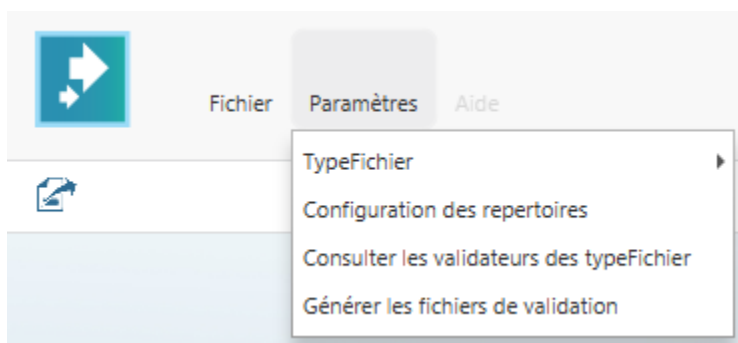 Fichier Paramètres Aide
TypeFichier
Configuration des repertoires
Consulter les validateurs des typeFichier
Générer les fichiers de validation